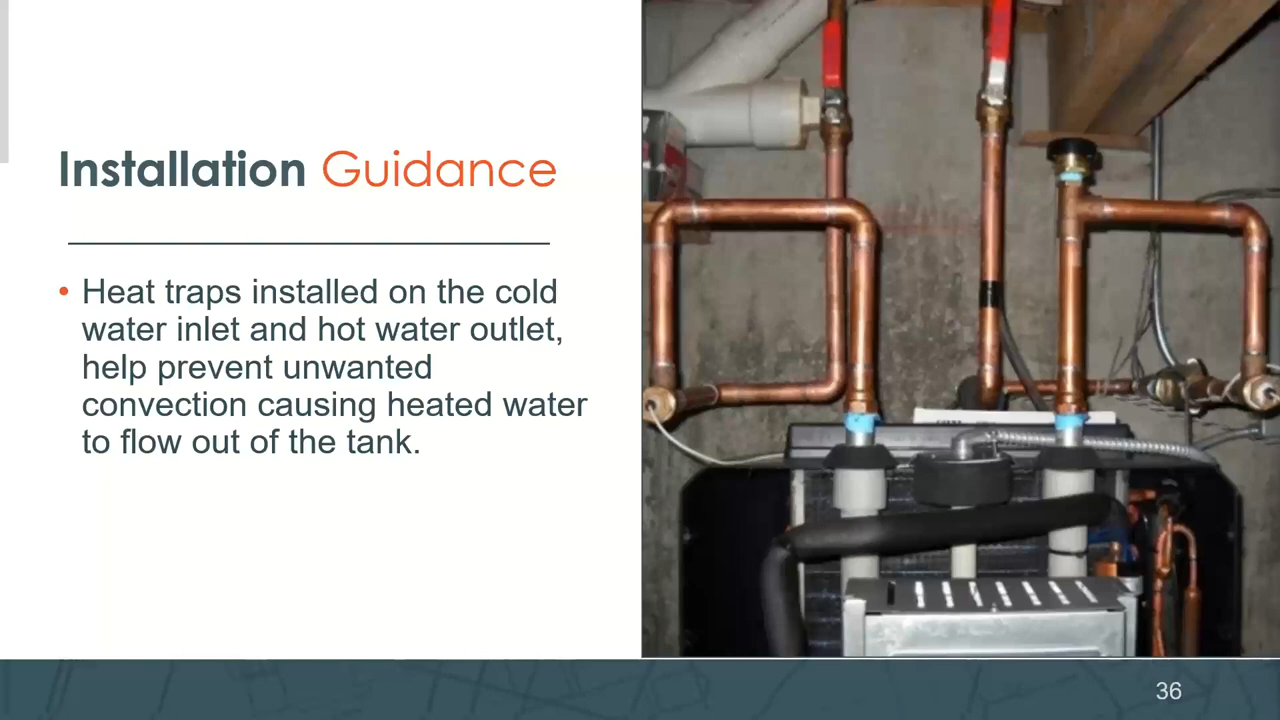 Installation Guidance
• Heat traps installed on the cold
water inlet and hot water outlet,
help prevent unwanted
convection causing heated water
to flow out of the tank.
36